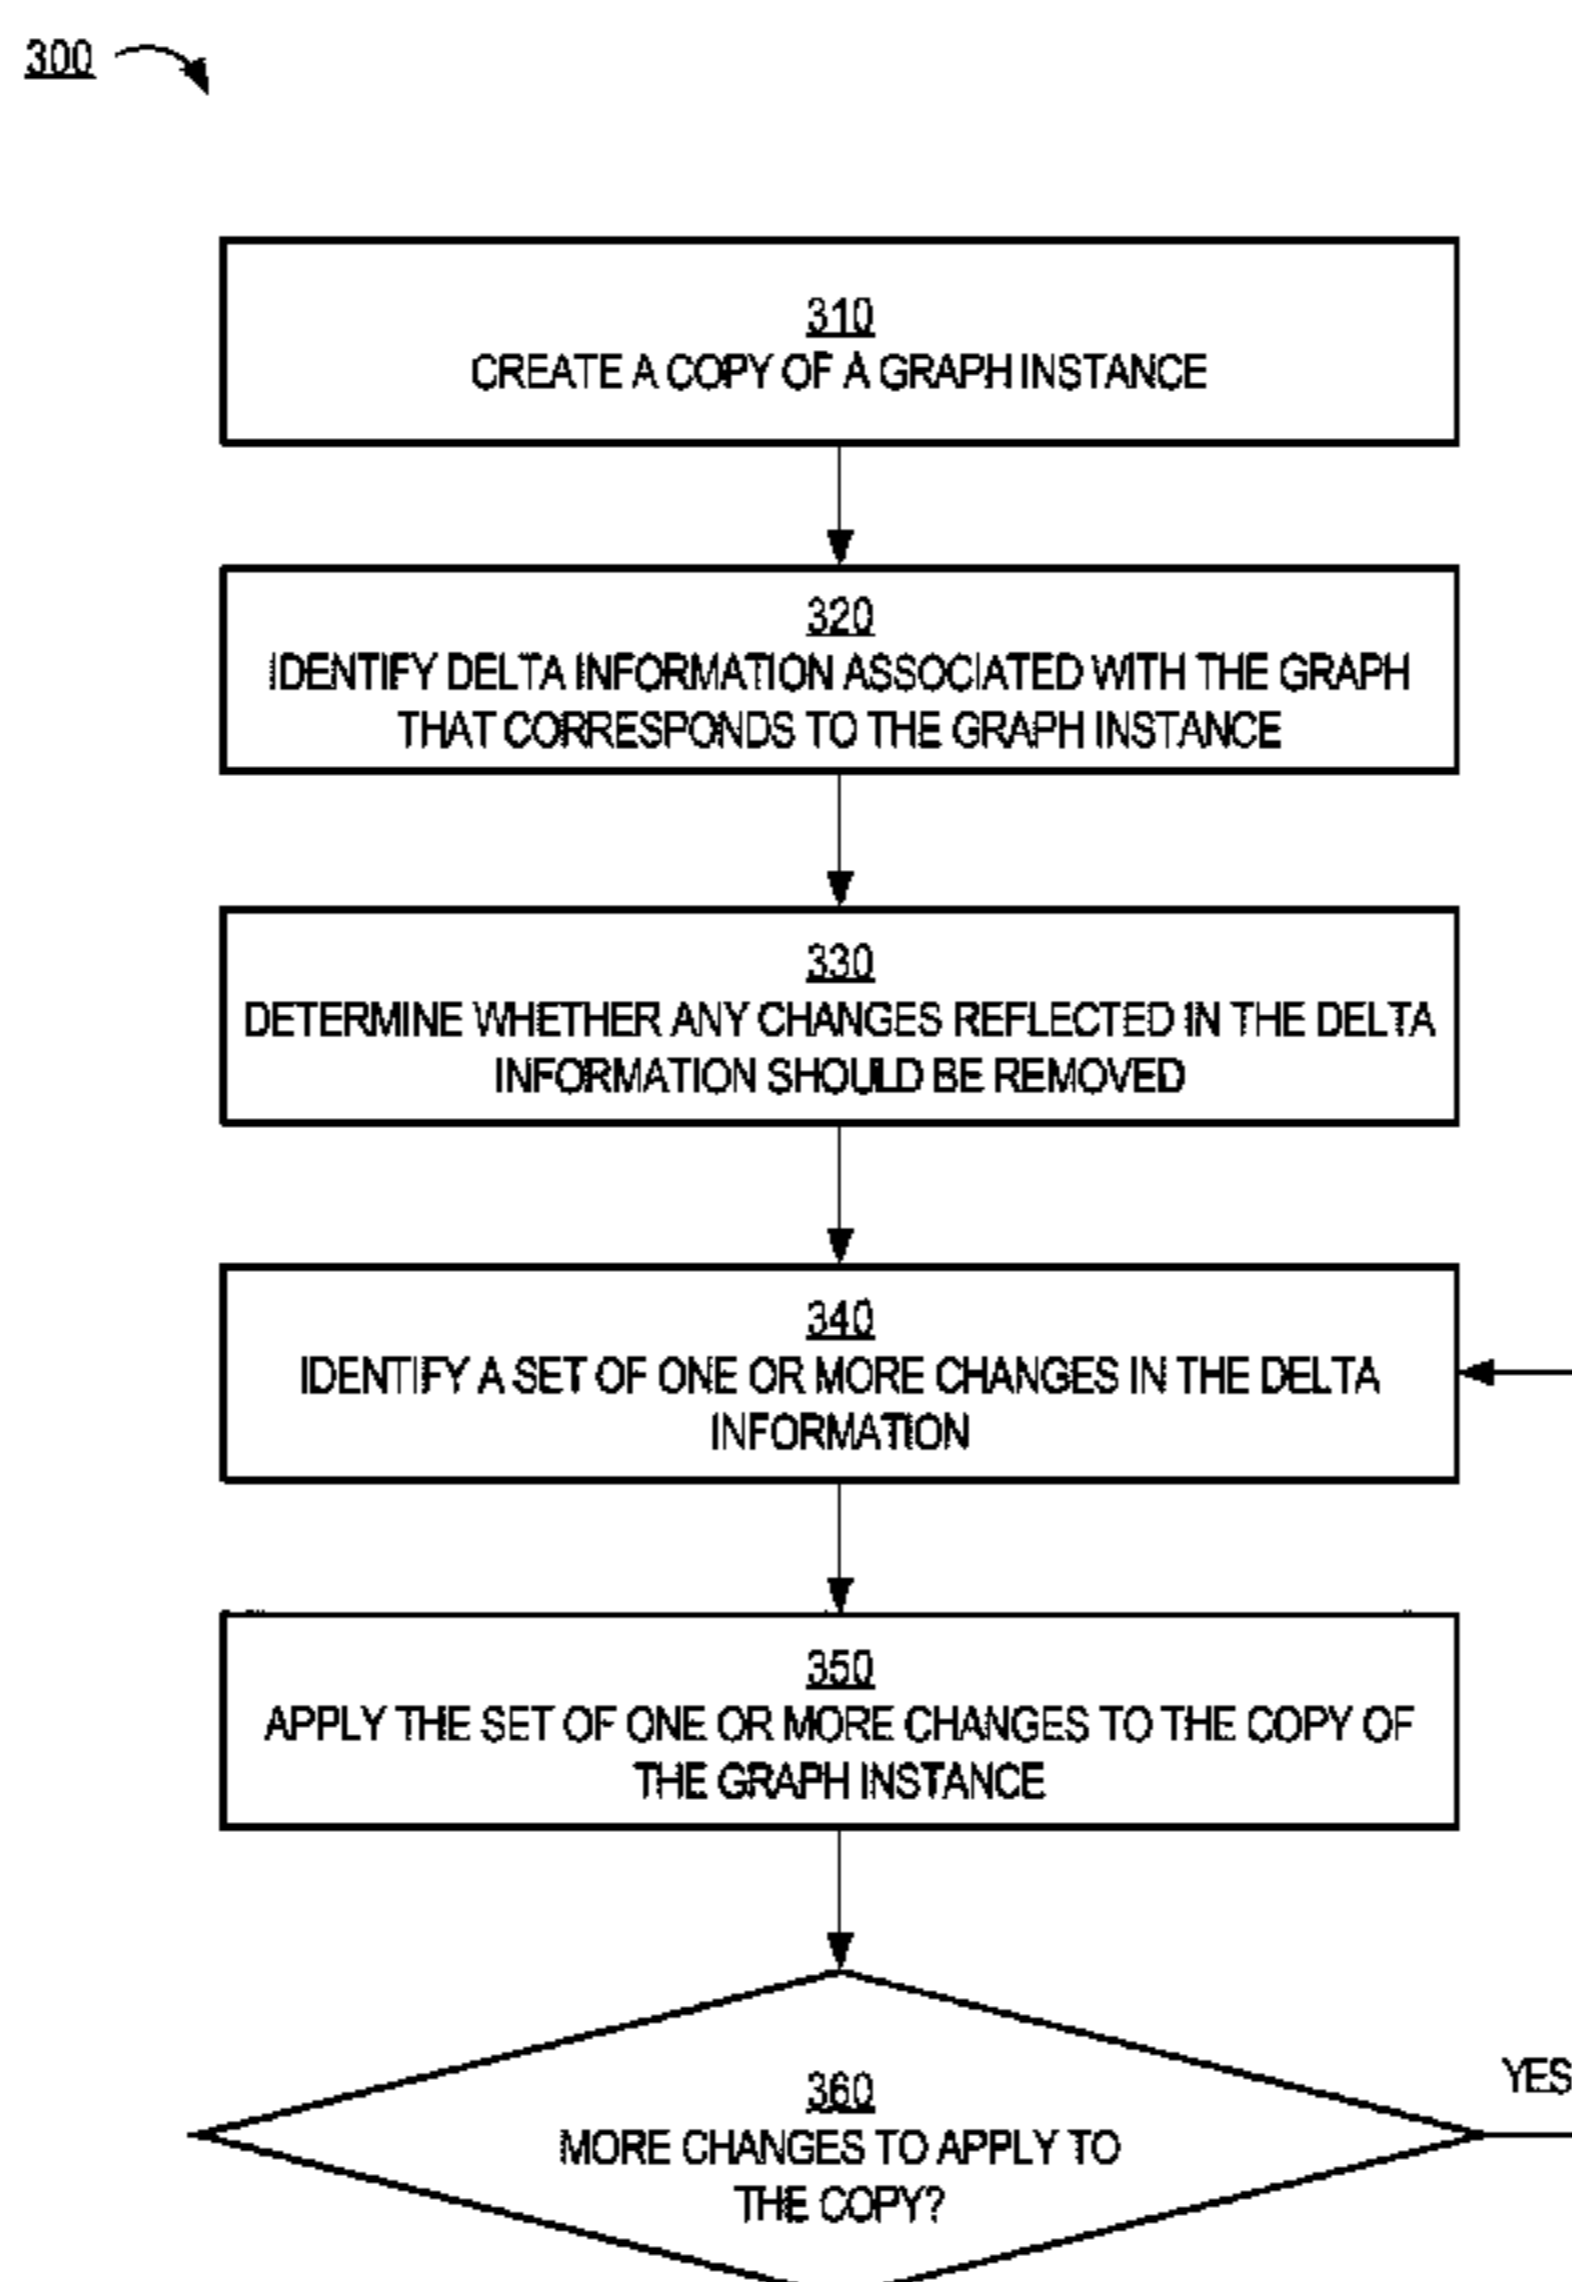 300
310
CREATE A COPY OF A GRAPH INSTANCE
320
IDENTIFY DELTA INFORMATION ASSOCIATED WITH THE GRAPH
THAT CORRESPONDS TO THE GRAPH INSTANCE
330
DETERMINE WHETHER ANY CHANGES REFLECTED IN THE DELTA
INFORMATION SHOULD BE REMOVED
340
IDENTIFY A SET OF ONE OR MORE CHANGES IN THE DELTA
INFORMATION
350
APPLY THE SET OF ONE OR MORE CHANGES TO THE COPY OF
THE GRAPH INSTANCE
360
MORE CHANGES TO APPLY TO
THE COPY?
YES